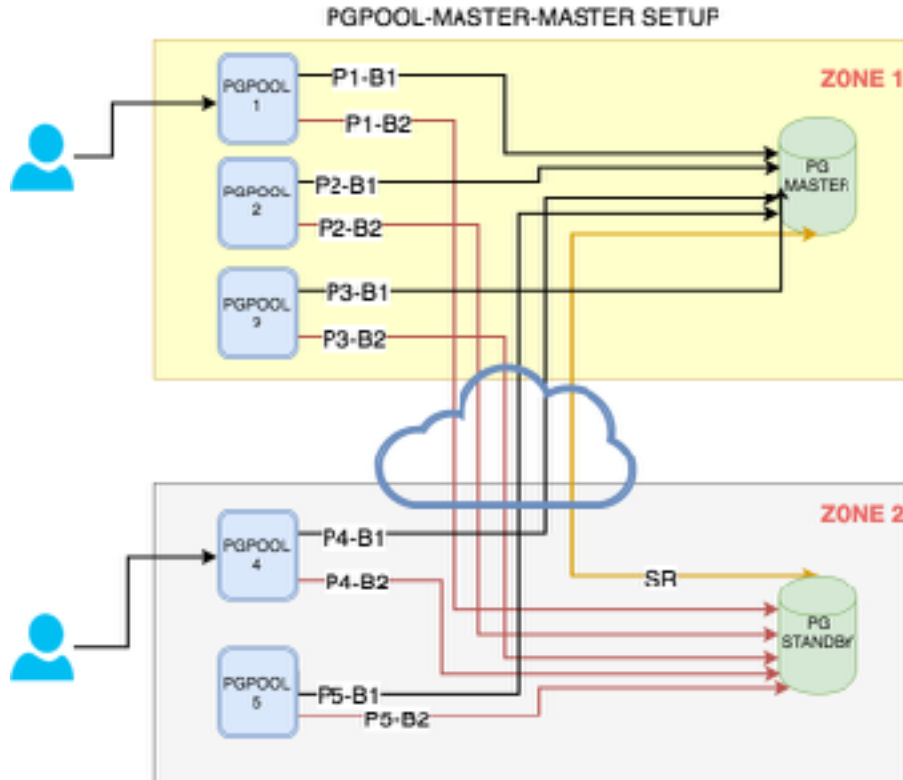 PGPOOL-MASTER-MASTER SETUP
ZONE 1
PGPOOL
1
P1-B1
P1-B2
PG
MASTER
PGPOOL
2
P2-B1
P2-B2
PGPOOL
3
P3-B1
P3-B2
ZONE 2
PGPOOL
4
P4-B1
P4-B2
SR
PG
STANDBY
PGPOOL
5
P5-B1
P5-B2